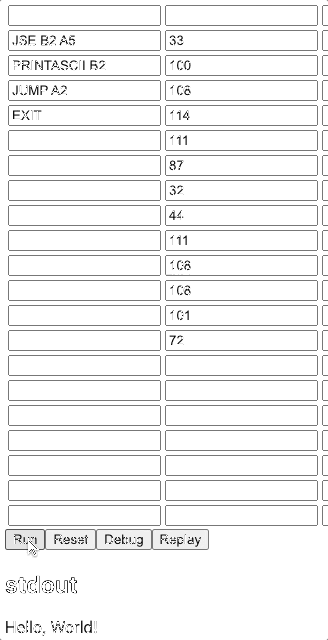 JSE B2 A5 33
PRINTASCII B2 100
JUMP A2 108
EXIT 114
111
87
32
44
111
108
108
101
72
Run Reset Debug Replay
stdout
Hello, World!